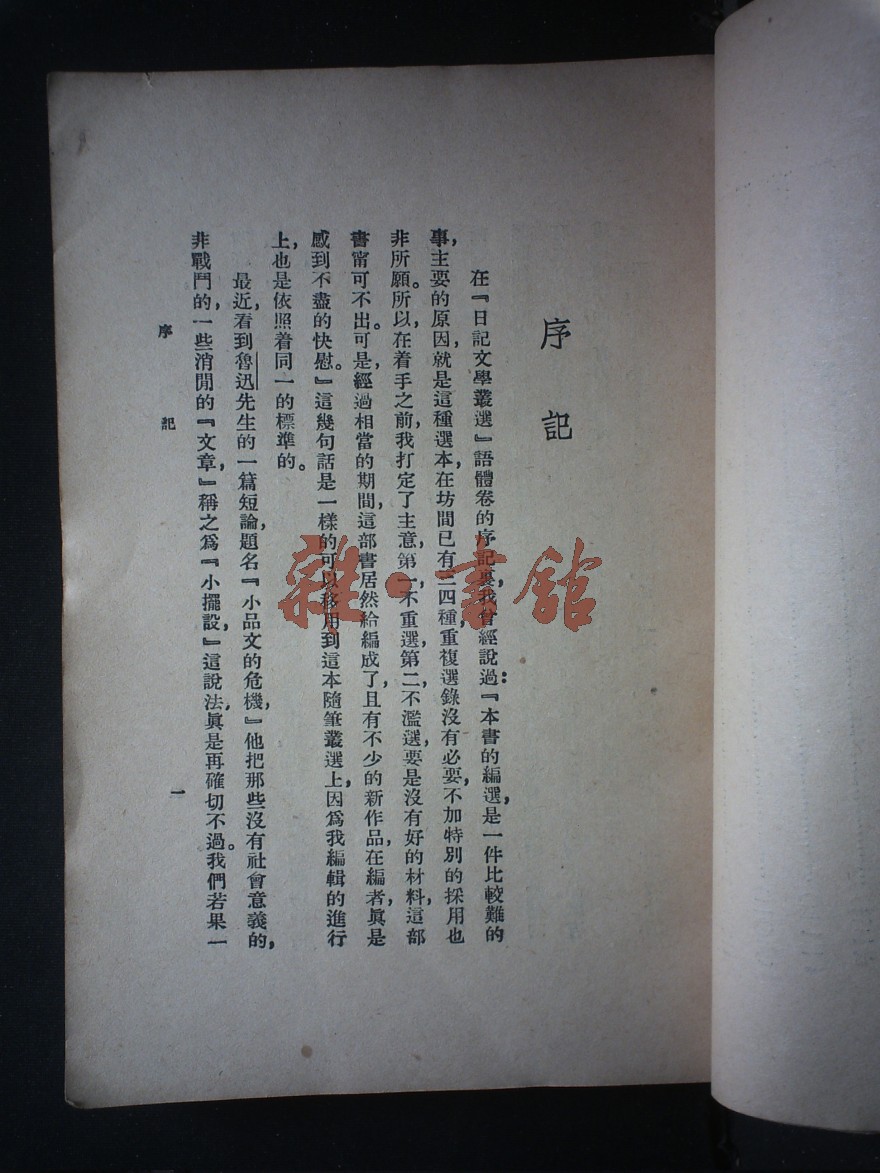 序記
在『日記文學叢選』語體卷的序記裏，我曾經說過：『本書的編選，是一件比較難的
事，主要的原因，就是這種選本，在坊間已有三四種，重複選錄沒有必要，不加特別的採用也
非所願。所以，在着手之前，我打定了主意，第一，不重選，第二，不濫選，要是沒有好的材料，這部
書甯可不出。可是，經過相當的期間，這部書居然給編成了，且有不少的新作品，在編者眞是
感到不盡的快慰。』這幾句話是一樣的可以移用到這本隨筆叢選上，因爲我編輯的進行
上，也是依照着同一的標準的。
最近，看到魯迅先生的一篇短論，題名『小品文的危機，』他把那些沒有社會意義的，
非戰鬥的，一些消閒的『文章，』稱之爲『小擺設，』這說法，眞是再確切不過。我們若果一
序記
一
雜·書館